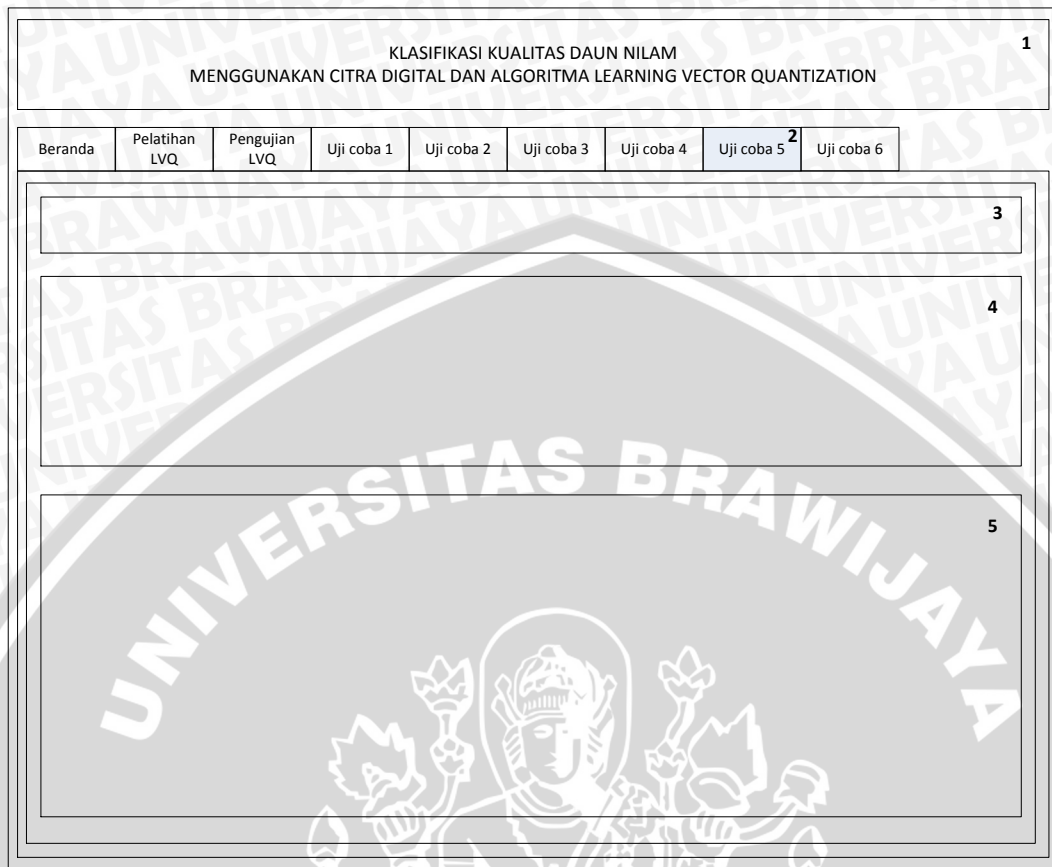 KLASIFIKASI KUALITAS DAUN NILAM
1
MENGGUNAKAN CITRA DIGITAL DAN ALGORITMA LEARNING VECTOR QUANTIZATION
Beranda
Pelatihan
LVQ
Pengujian
LVQ
Uji coba 1
Uji coba 2
Uji coba 3
Uji coba 4
Uji coba 5
2
Uji coba 6
3
4
5
UNIVERSITAS BRAWIJAYA